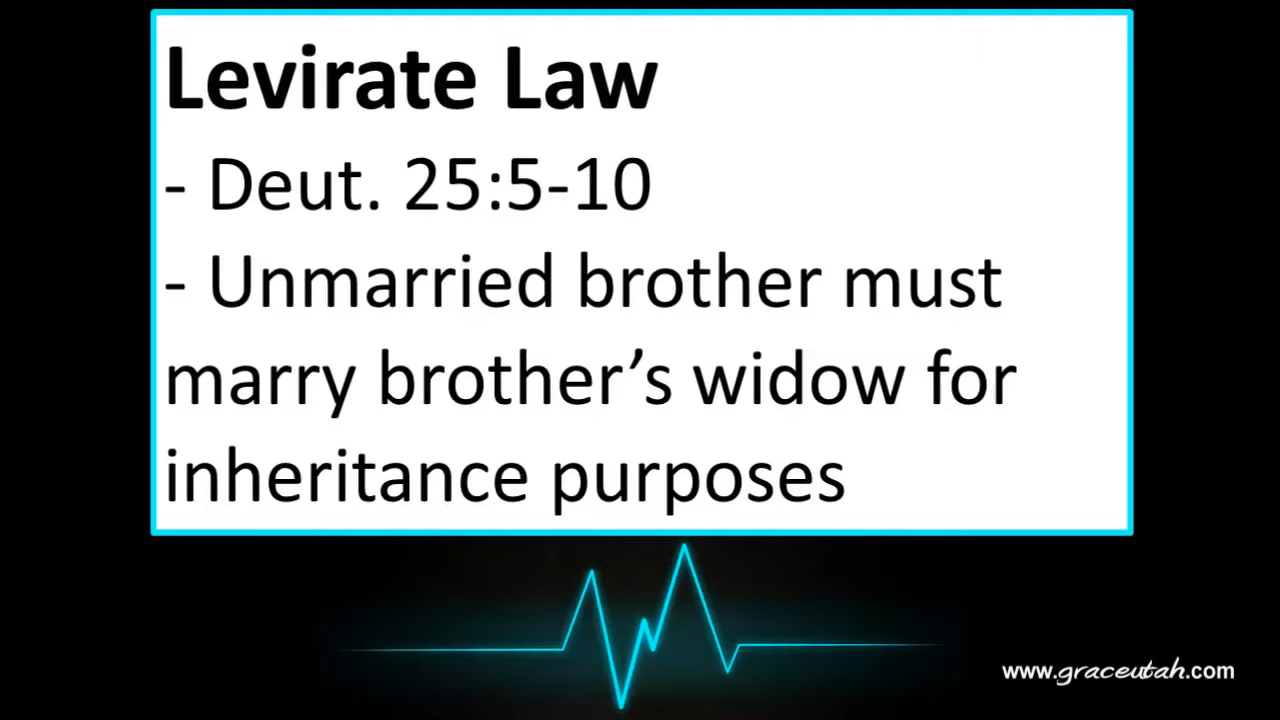 Levirate Law
- Deut. 25:5-10
- Unmarried brother must
marry brother’s widow for
inheritance purposes
www.graceutah.com